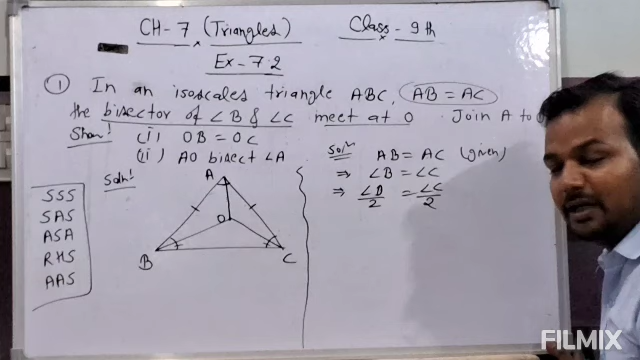 CH-7 (Triangles) Class-9th
Ex-7.2
① In an isoscales triangle ABC, AB = AC
the bisector of ∠B & ∠C meet at O Join A to O
Show! (i) OB = OC
(ii) AO bisect ∠A
Solⁿ!
A
O
B
C
SSS
SAS
ASA
RHS
AAS
Solⁿ AB = AC (given)
⇒ ∠B = ∠C
⇒ ∠B/2 = ∠C/2
FILMIX